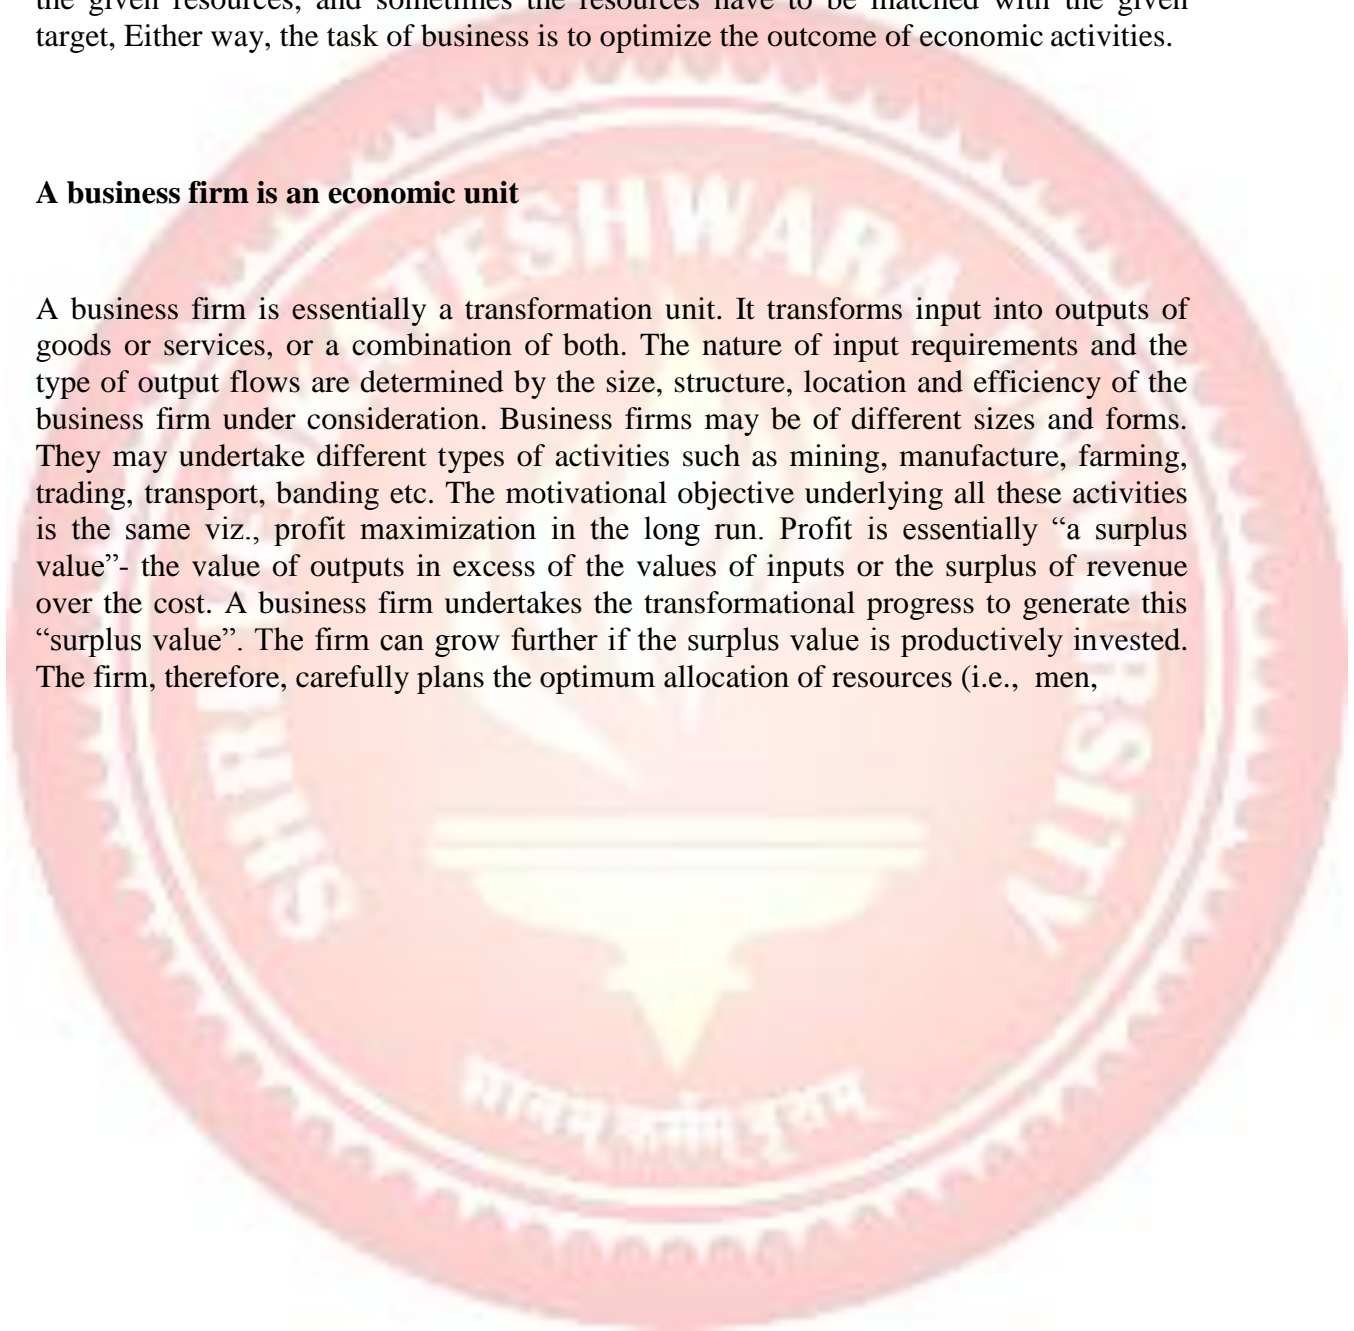 the given resources, and sometimes the resources have to be matched with the given
target, Either way, the task of business is to optimize the outcome of economic activities.
A business firm is an economic unit
A business firm is essentially a transformation unit. It transforms input into outputs of
goods or services, or a combination of both. The nature of input requirements and the
type of output flows are determined by the size, structure, location and efficiency of the
business firm under consideration. Business firms may be of different sizes and forms.
They may undertake different types of activities such as mining, manufacture, farming,
trading, transport, banding etc. The motivational objective underlying all these activities
is the same viz., profit maximization in the long run. Profit is essentially “a surplus
value”- the value of outputs in excess of the values of inputs or the surplus of revenue
over the cost. A business firm undertakes the transformational progress to generate this
“surplus value”. The firm can grow further if the surplus value is productively invested.
The firm, therefore, carefully plans the optimum allocation of resources (i.e., men,
SHRI